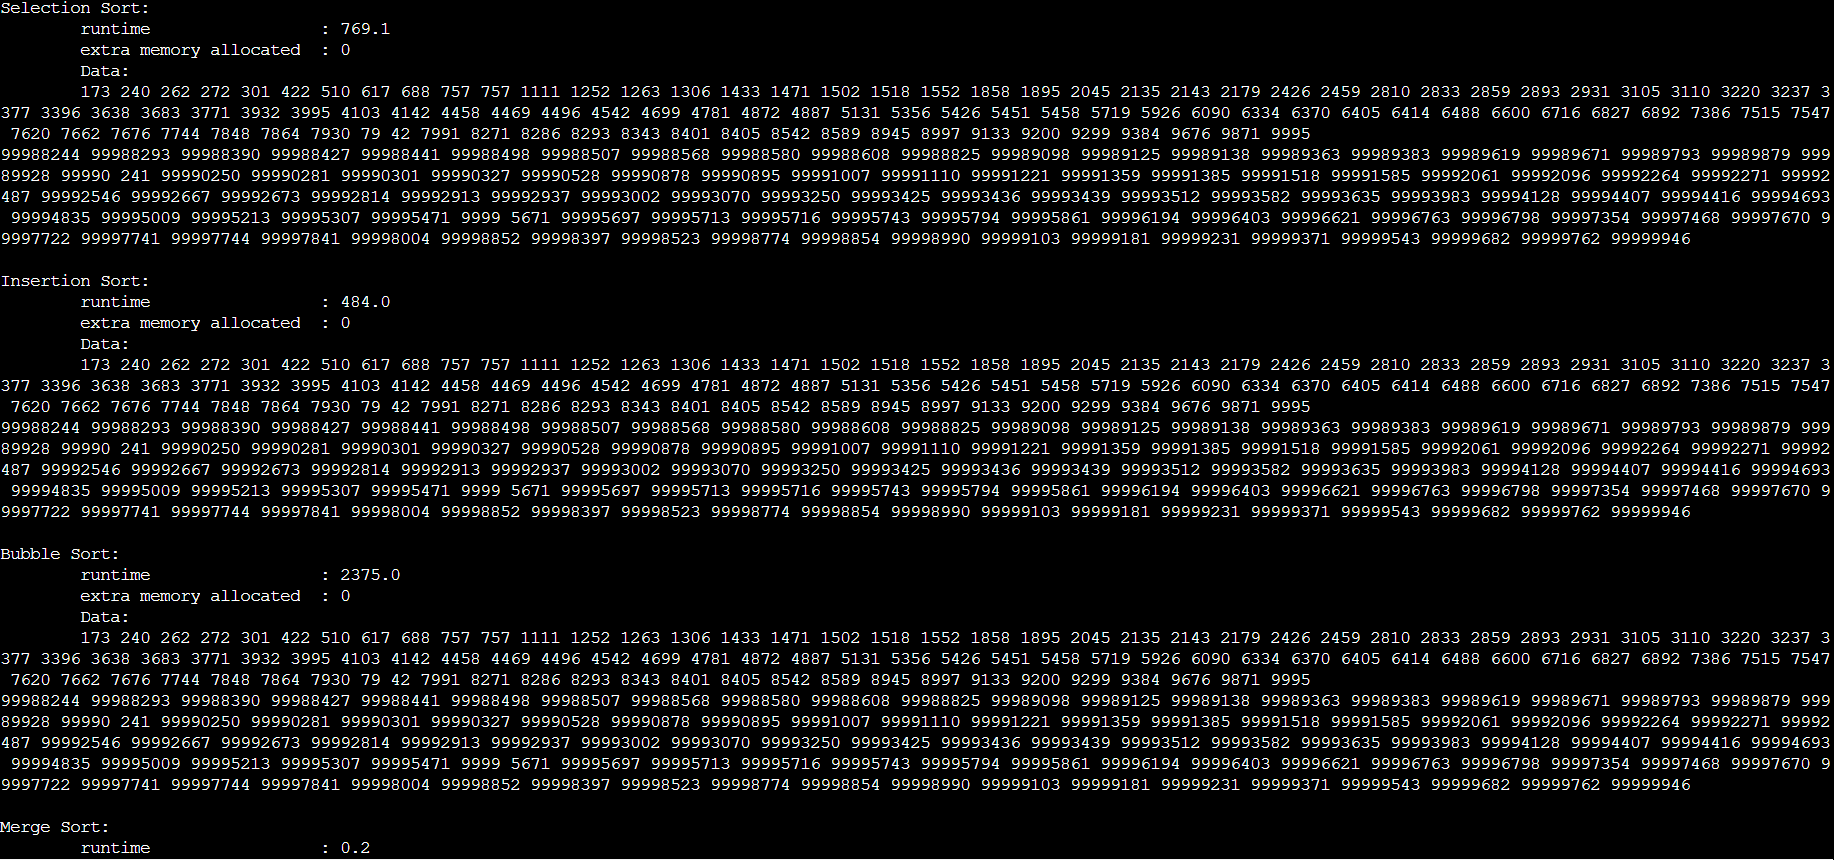 Selection Sort:
runtime : 769.1
extra memory allocated : 0
Data:
173 240 262 272 301 422 510 617 688 757 757 1111 1252 1263 1306 1433 1471 1502 1518 1552 1858 1895 2045 2135 2143 2179 2426 2459 2810 2833 2859 2893 2931 3105 3110 3220 3237 3
377 3396 3638 3683 3771 3932 3995 4103 4142 4458 4469 4496 4542 4699 4781 4872 4887 5131 5356 5426 5451 5458 5719 5926 6090 6334 6370 6405 6414 6488 6600 6716 6827 6892 7386 7515 7547
7620 7662 7676 7744 7848 7864 7930 79 42 7991 8271 8286 8293 8343 8401 8405 8542 8589 8945 8997 9133 9200 9299 9384 9676 9871 9995
99988244 99988293 99988390 99988427 99988441 99988498 99988507 99988568 99988580 99988608 99988825 99989098 99989125 99989138 99989363 99989383 99989619 99989671 99989793 99989879 999
89928 99990 241 99990250 99990281 99990301 99990327 99990528 99990878 99990895 99991007 99991110 99991221 99991359 99991385 99991518 99991585 99992061 99992096 99992264 99992271 99992
487 99992546 99992667 99992673 99992814 99992913 99992937 99993002 99993070 99993250 99993425 99993436 99993439 99993512 99993582 99993635 99993983 99994128 99994407 99994416 99994693
99994835 99995009 99995213 99995307 99995471 9999 5671 99995697 99995713 99995716 99995743 99995794 99995861 99996194 99996403 99996621 99996763 99996798 99997354 99997468 99997670 9
9997722 99997741 99997744 99997841 99998004 99998852 99998397 99998523 99998774 99998854 99998990 99999103 99999181 99999231 99999371 99999543 99999682 99999762 99999946
Insertion Sort:
runtime : 484.0
extra memory allocated : 0
Data:
173 240 262 272 301 422 510 617 688 757 757 1111 1252 1263 1306 1433 1471 1502 1518 1552 1858 1895 2045 2135 2143 2179 2426 2459 2810 2833 2859 2893 2931 3105 3110 3220 3237 3
377 3396 3638 3683 3771 3932 3995 4103 4142 4458 4469 4496 4542 4699 4781 4872 4887 5131 5356 5426 5451 5458 5719 5926 6090 6334 6370 6405 6414 6488 6600 6716 6827 6892 7386 7515 7547
7620 7662 7676 7744 7848 7864 7930 79 42 7991 8271 8286 8293 8343 8401 8405 8542 8589 8945 8997 9133 9200 9299 9384 9676 9871 9995
99988244 99988293 99988390 99988427 99988441 99988498 99988507 99988568 99988580 99988608 99988825 99989098 99989125 99989138 99989363 99989383 99989619 99989671 99989793 99989879 999
89928 99990 241 99990250 99990281 99990301 99990327 99990528 99990878 99990895 99991007 99991110 99991221 99991359 99991385 99991518 99991585 99992061 99992096 99992264 99992271 99992
487 99992546 99992667 99992673 99992814 99992913 99992937 99993002 99993070 99993250 99993425 99993436 99993439 99993512 99993582 99993635 99993983 99994128 99994407 99994416 99994693
99994835 99995009 99995213 99995307 99995471 9999 5671 99995697 99995713 99995716 99995743 99995794 99995861 99996194 99996403 99996621 99996763 99996798 99997354 99997468 99997670 9
9997722 99997741 99997744 99997841 99998004 99998852 99998397 99998523 99998774 99998854 99998990 99999103 99999181 99999231 99999371 99999543 99999682 99999762 99999946
Bubble Sort:
runtime : 2375.0
extra memory allocated : 0
Data:
173 240 262 272 301 422 510 617 688 757 757 1111 1252 1263 1306 1433 1471 1502 1518 1552 1858 1895 2045 2135 2143 2179 2426 2459 2810 2833 2859 2893 2931 3105 3110 3220 3237 3
377 3396 3638 3683 3771 3932 3995 4103 4142 4458 4469 4496 4542 4699 4781 4872 4887 5131 5356 5426 5451 5458 5719 5926 6090 6334 6370 6405 6414 6488 6600 6716 6827 6892 7386 7515 7547
7620 7662 7676 7744 7848 7864 7930 79 42 7991 8271 8286 8293 8343 8401 8405 8542 8589 8945 8997 9133 9200 9299 9384 9676 9871 9995
99988244 99988293 99988390 99988427 99988441 99988498 99988507 99988568 99988580 99988608 99988825 99989098 99989125 99989138 99989363 99989383 99989619 99989671 99989793 99989879 999
89928 99990 241 99990250 99990281 99990301 99990327 99990528 99990878 99990895 99991007 99991110 99991221 99991359 99991385 99991518 99991585 99992061 99992096 99992264 99992271 99992
487 99992546 99992667 99992673 99992814 99992913 99992937 99993002 99993070 99993250 99993425 99993436 99993439 99993512 99993582 99993635 99993983 99994128 99994407 99994416 99994693
99994835 99995009 99995213 99995307 99995471 9999 5671 99995697 99995713 99995716 99995743 99995794 99995861 99996194 99996403 99996621 99996763 99996798 99997354 99997468 99997670 9
9997722 99997741 99997744 99997841 99998004 99998852 99998397 99998523 99998774 99998854 99998990 99999103 99999181 99999231 99999371 99999543 99999682 99999762 99999946
Merge Sort:
runtime : 0.2